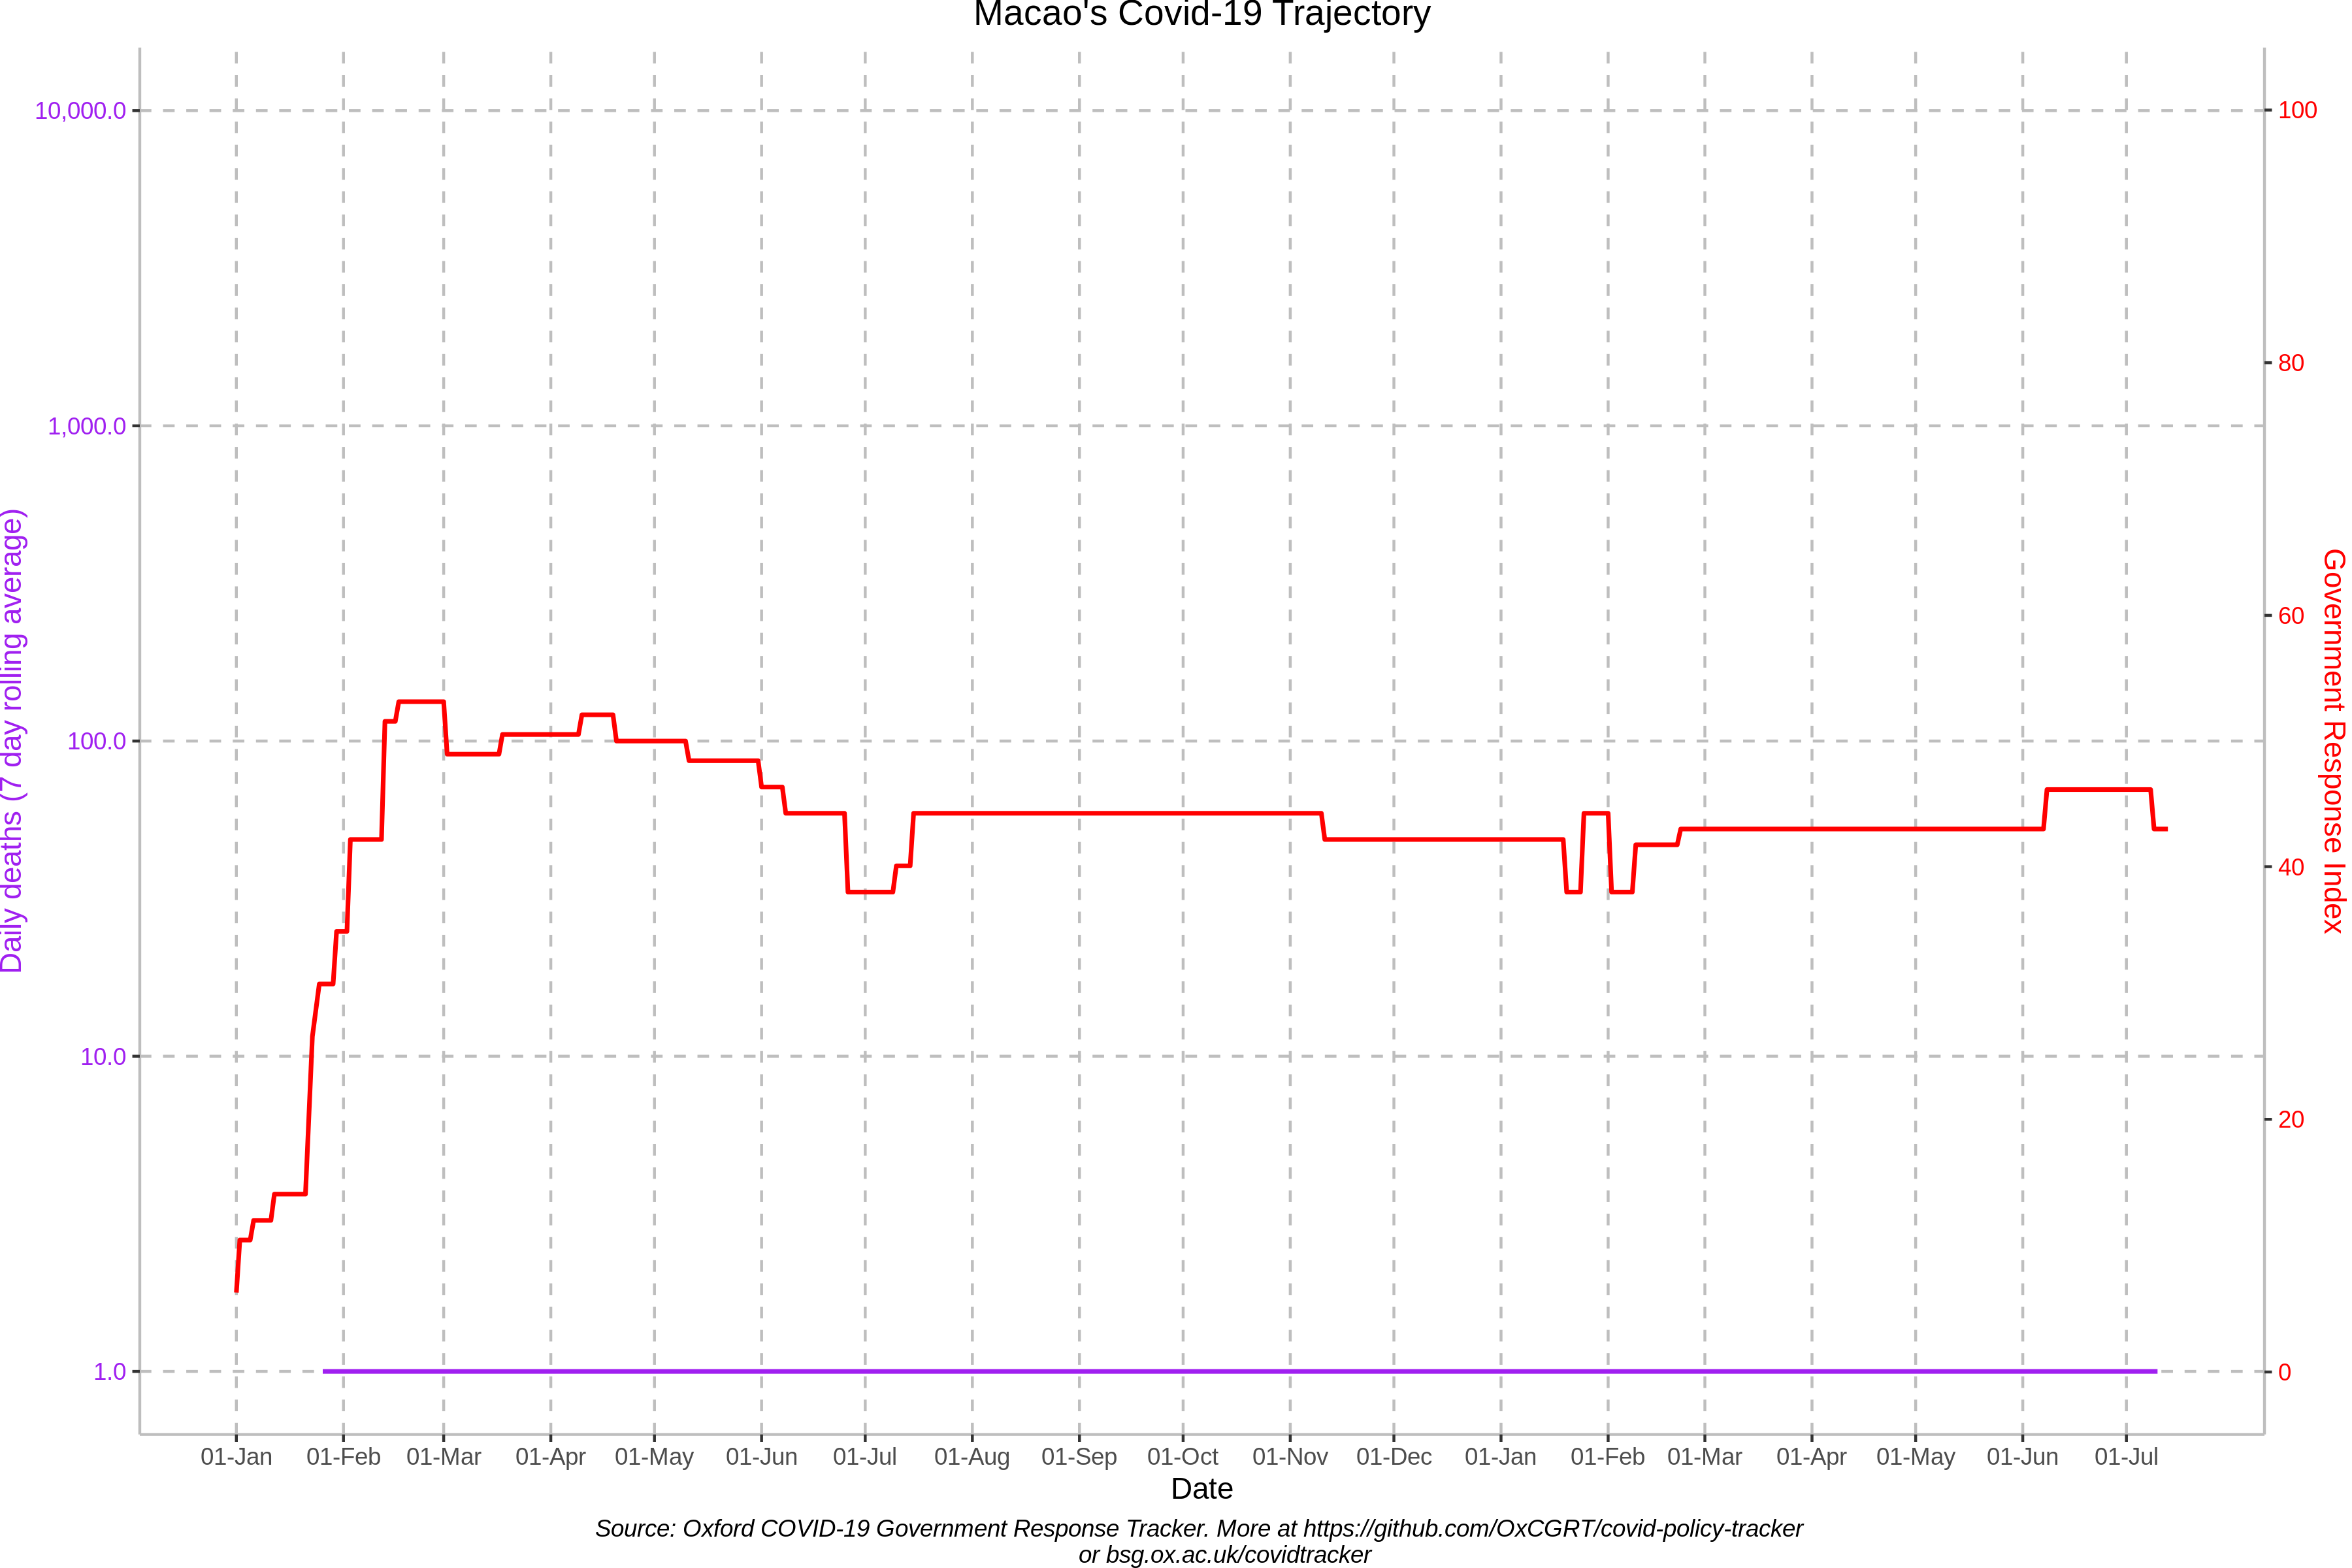 Macao's Covid-19 Trajectory
10,000.0
1,000.0
100.0
10.0
1.0
Daily deaths (7 day rolling average)
100
80
60
40
20
0
Government Response Index
01-Jan 01-Feb 01-Mar 01-Apr 01-May 01-Jun 01-Jul 01-Aug 01-Sep 01-Oct 01-Nov 01-Dec 01-Jan 01-Feb 01-Mar 01-Apr 01-May 01-Jun 01-Jul
Date
Source: Oxford COVID-19 Government Response Tracker. More at https://github.com/OxCGRT/covid-policy-tracker
or bsg.ox.ac.uk/covidtracker